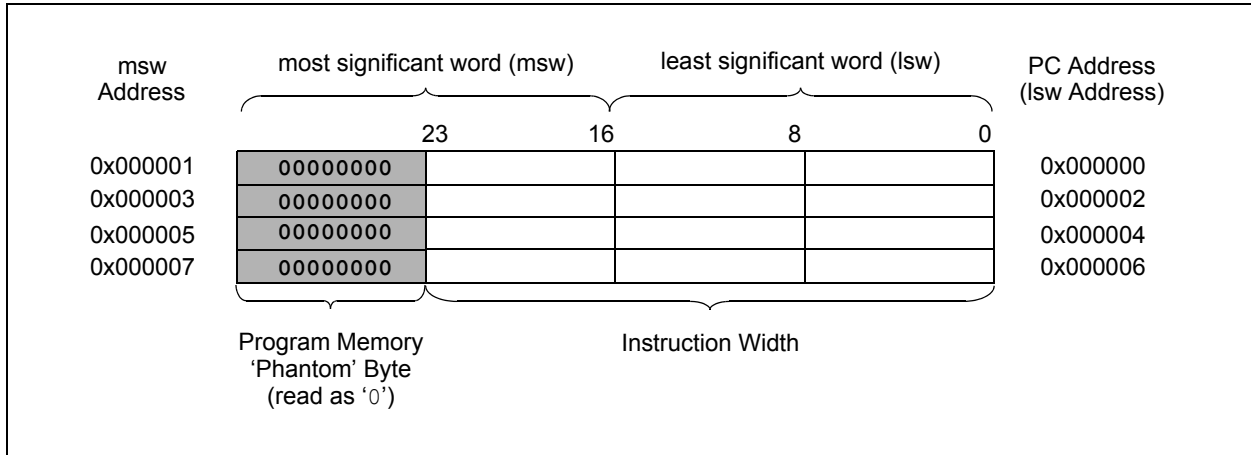 msw Address
most significant word (msw)
least significant word (lsw)
PC Address (lsw Address)
23 16 8 0
0x000001 00000000 0x000000
0x000003 00000000 0x000002
0x000005 00000000 0x000004
0x000007 00000000 0x000006
Program Memory
‘Phantom’ Byte
(read as ‘0’)
Instruction Width